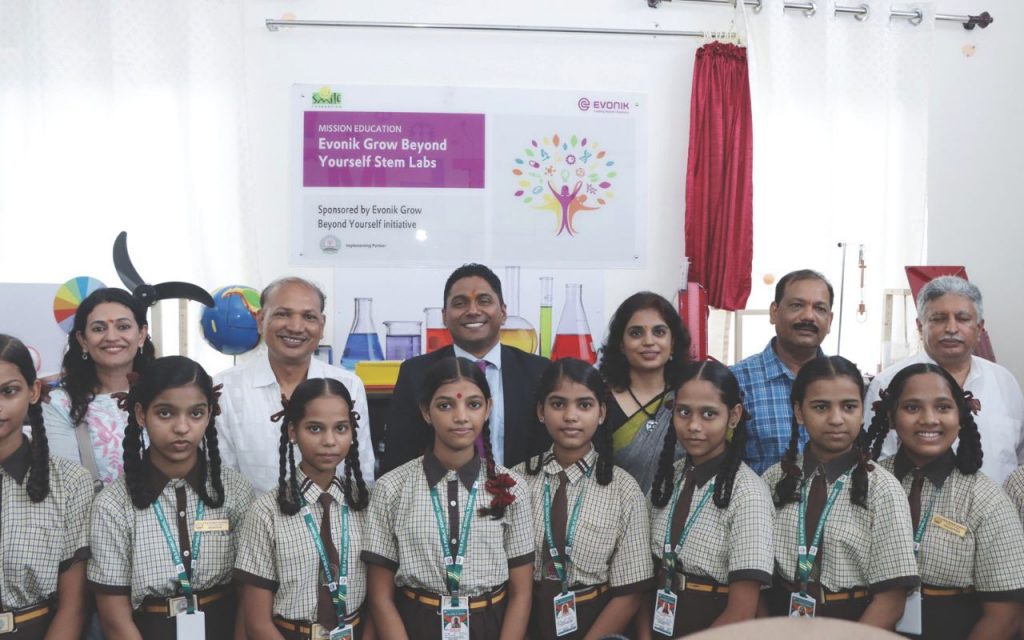 Smile
FOUNDATION
EVONIK
MISSION EDUCATION
Evonik Grow Beyond
Yourself Stem Labs
Sponsored by Evonik Grow
Beyond Yourself initiative
Implementing Partner